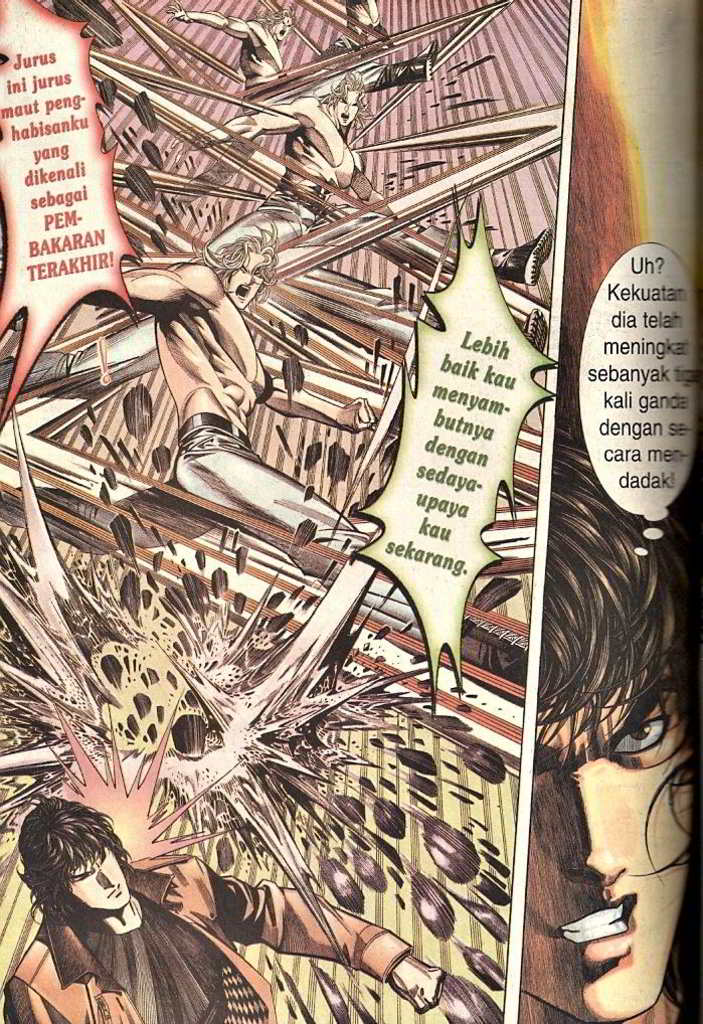 Jurus
ini jurus
maut peng-
habisanku
yang
dikenali
sebagai
PEM-
BAKARAN
TERAKHIR!
Lebih
baik kau
menyam-
butnya
dengan
sedaya-
upaya
kau
sekarang.
Uh?
Kekuatan
dia telah
meningkat
sebanyak tiga
kali ganda
dengan se-
cara men-
dadak!